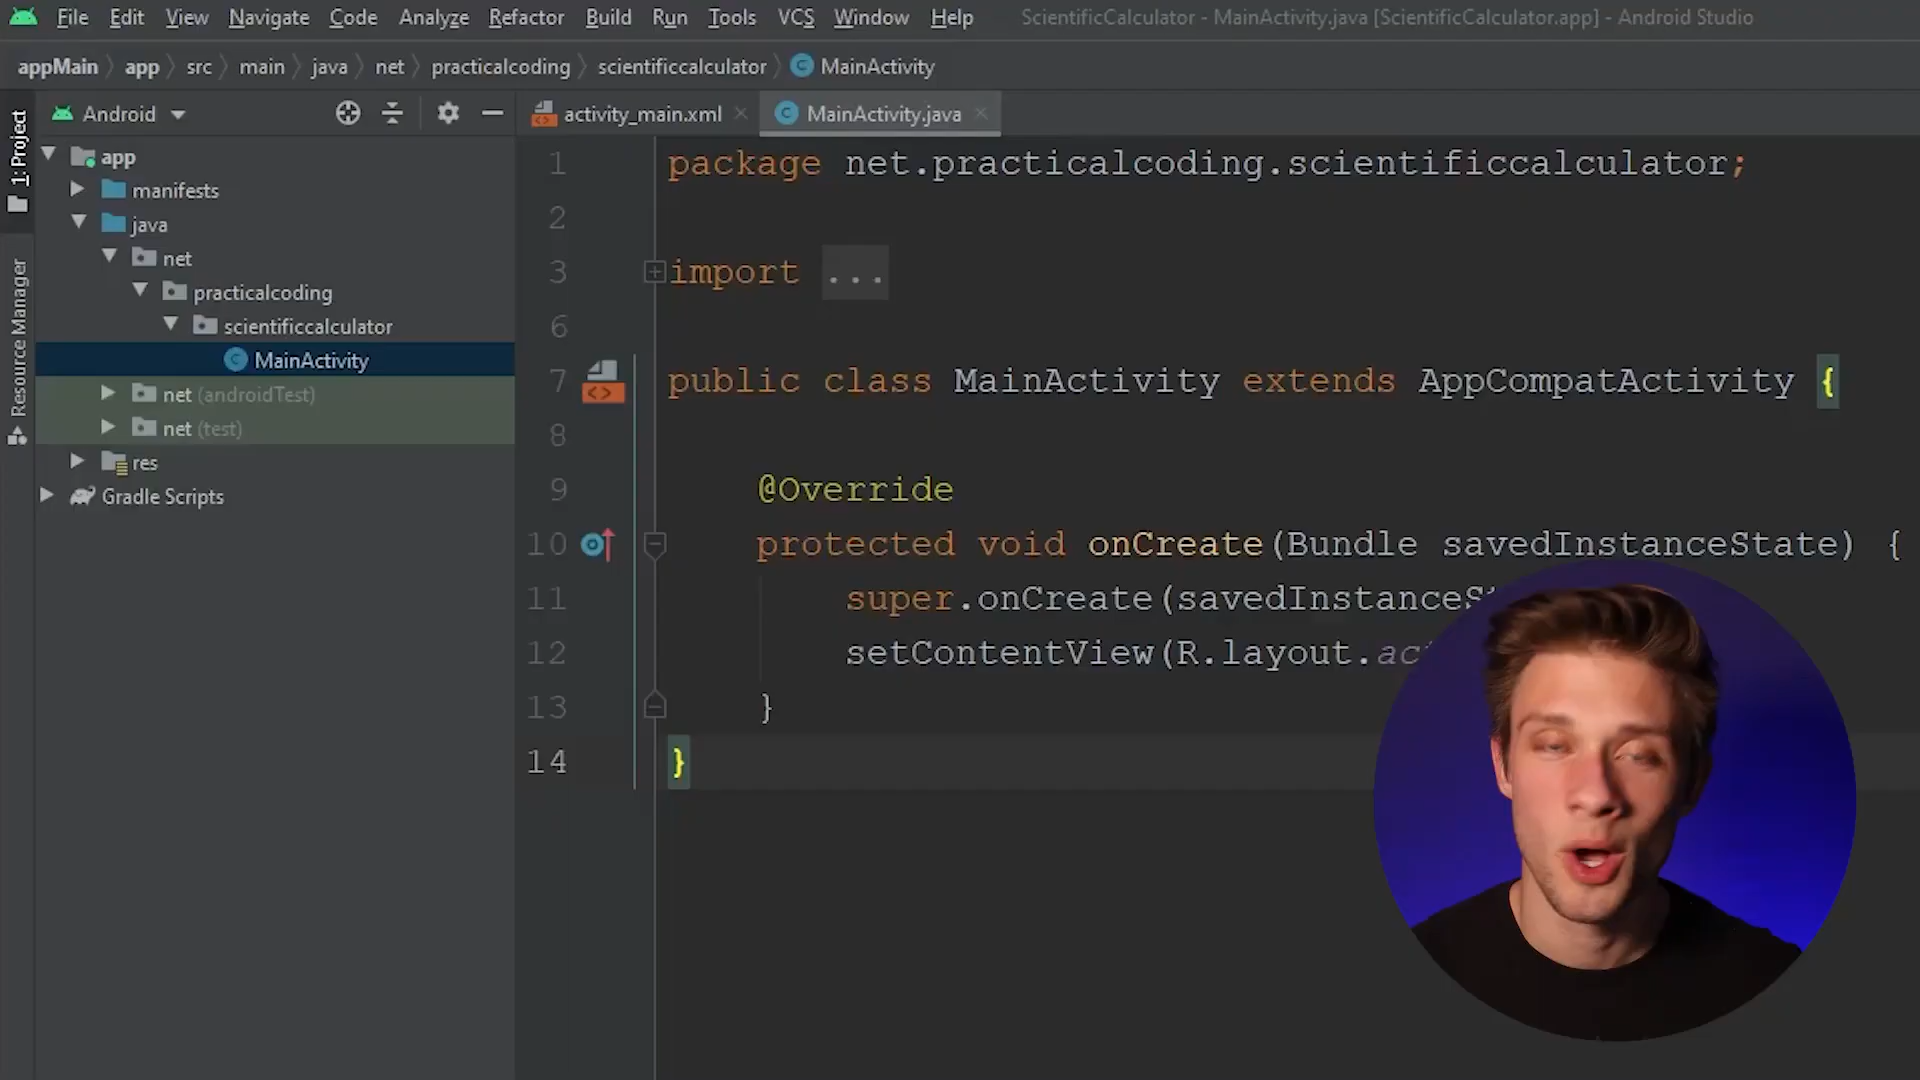 File Edit View Navigate Code Analyze Refactor Build Run Tools VCS Window Help ScientificCalculator - MainActivity.java [ScientificCalculator.app] - Android Studio
appMain app src main java net practicalcoding scientificcalculator MainActivity
1: Project
Resource Manager
Android
app
manifests
java
net
practicalcoding
scientificcalculator
MainActivity
net (androidTest)
net (test)
res
Gradle Scripts
activity_main.xml MainActivity.java
1 package net.practicalcoding.scientificcalculator;
2
3 import ...
6
7 public class MainActivity extends AppCompatActivity {
8
9 @Override
10 protected void onCreate(Bundle savedInstanceState) {
11 super.onCreate(savedInstanceSt
12 setContentView(R.layout.act
13 }
14 }